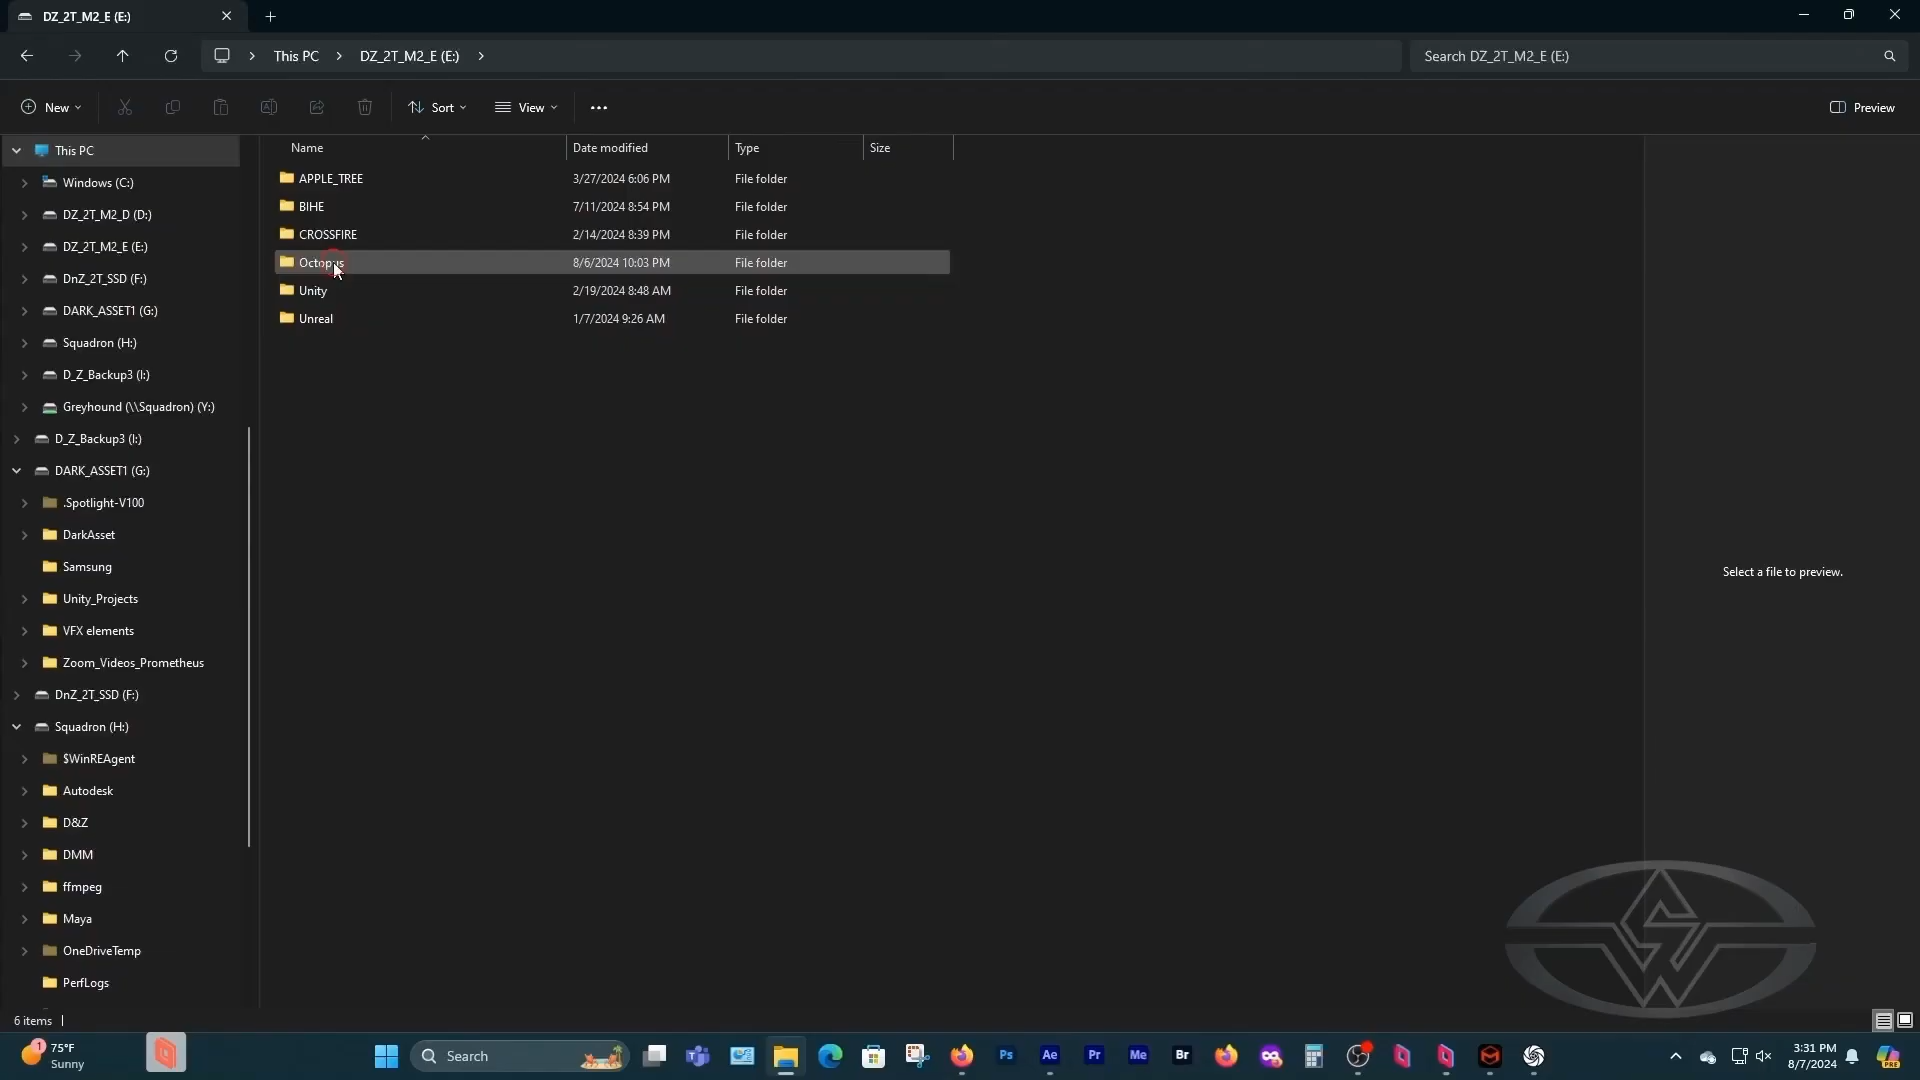 DZ_2T_M2_E (E:)
This PC
DZ_2T_M2_E (E:)
Search DZ_2T_M2_E (E:)
New
Sort
View
Preview
This PC
Windows (C:)
DZ_2T_M2_D (D:)
DZ_2T_M2_E (E:)
DnZ_2T_SSD (F:)
DARK_ASSET1 (G:)
Squadron (H:)
D_Z_Backup3 (I:)
Greyhound (\\Squadron) (Y:)
D_Z_Backup3 (I:)
DARK_ASSET1 (G:)
.Spotlight-V100
DarkAsset
Samsung
Unity_Projects
VFX elements
Zoom_Videos_Prometheus
DnZ_2T_SSD (F:)
Squadron (H:)
$WinREAgent
Autodesk
D&Z
DMM
ffmpeg
Maya
OneDriveTemp
PerfLogs
Name Date modified Type Size
APPLE_TREE 3/27/2024 6:06 PM File folder
BIHE 7/11/2024 8:54 PM File folder
CROSSFIRE 2/14/2024 8:39 PM File folder
Octopus 8/6/2024 10:03 PM File folder
Unity 2/19/2024 8:48 AM File folder
Unreal 1/7/2024 9:26 AM File folder
Select a file to preview.
6 items
1
75°F
Sunny
Search
Ps
Ae
Pr
Me
Br
3:31 PM
8/7/2024
PRE